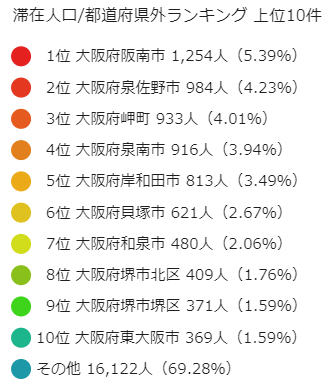 滞在人口/都道府県外ランキング 上位10件
1位 大阪府阪南市 1,254人（5.39%）
2位 大阪府泉佐野市 984人（4.23%）
3位 大阪府岬町 933人（4.01%）
4位 大阪府泉南市 916人（3.94%）
5位 大阪府岸和田市 813人（3.49%）
6位 大阪府貝塚市 621人（2.67%）
7位 大阪府和泉市 480人（2.06%）
8位 大阪府堺市北区 409人（1.76%）
9位 大阪府堺市堺区 371人（1.59%）
10位 大阪府東大阪市 369人（1.59%）
その他 16,122人（69.28%）